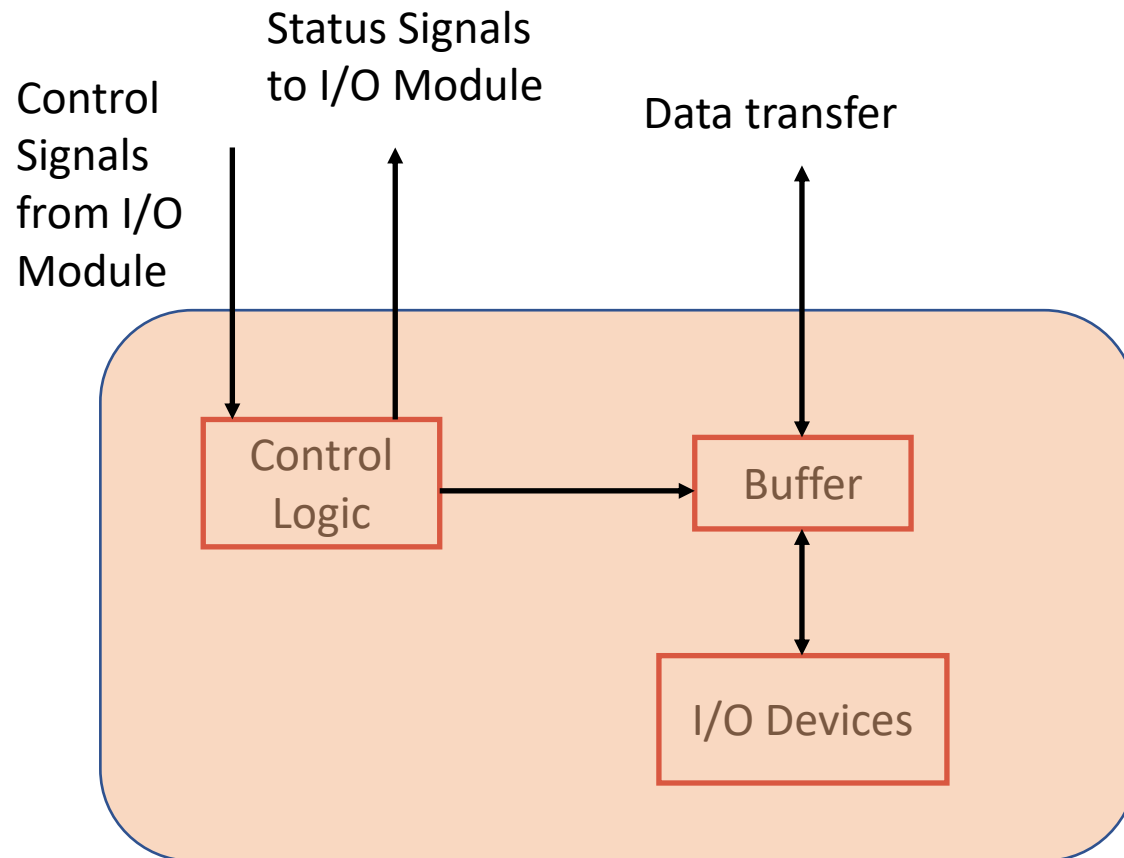 Status Signals
to I/O Module
Control
Signals
from I/O
Module
Data transfer
Control
Logic
Buffer
I/O Devices